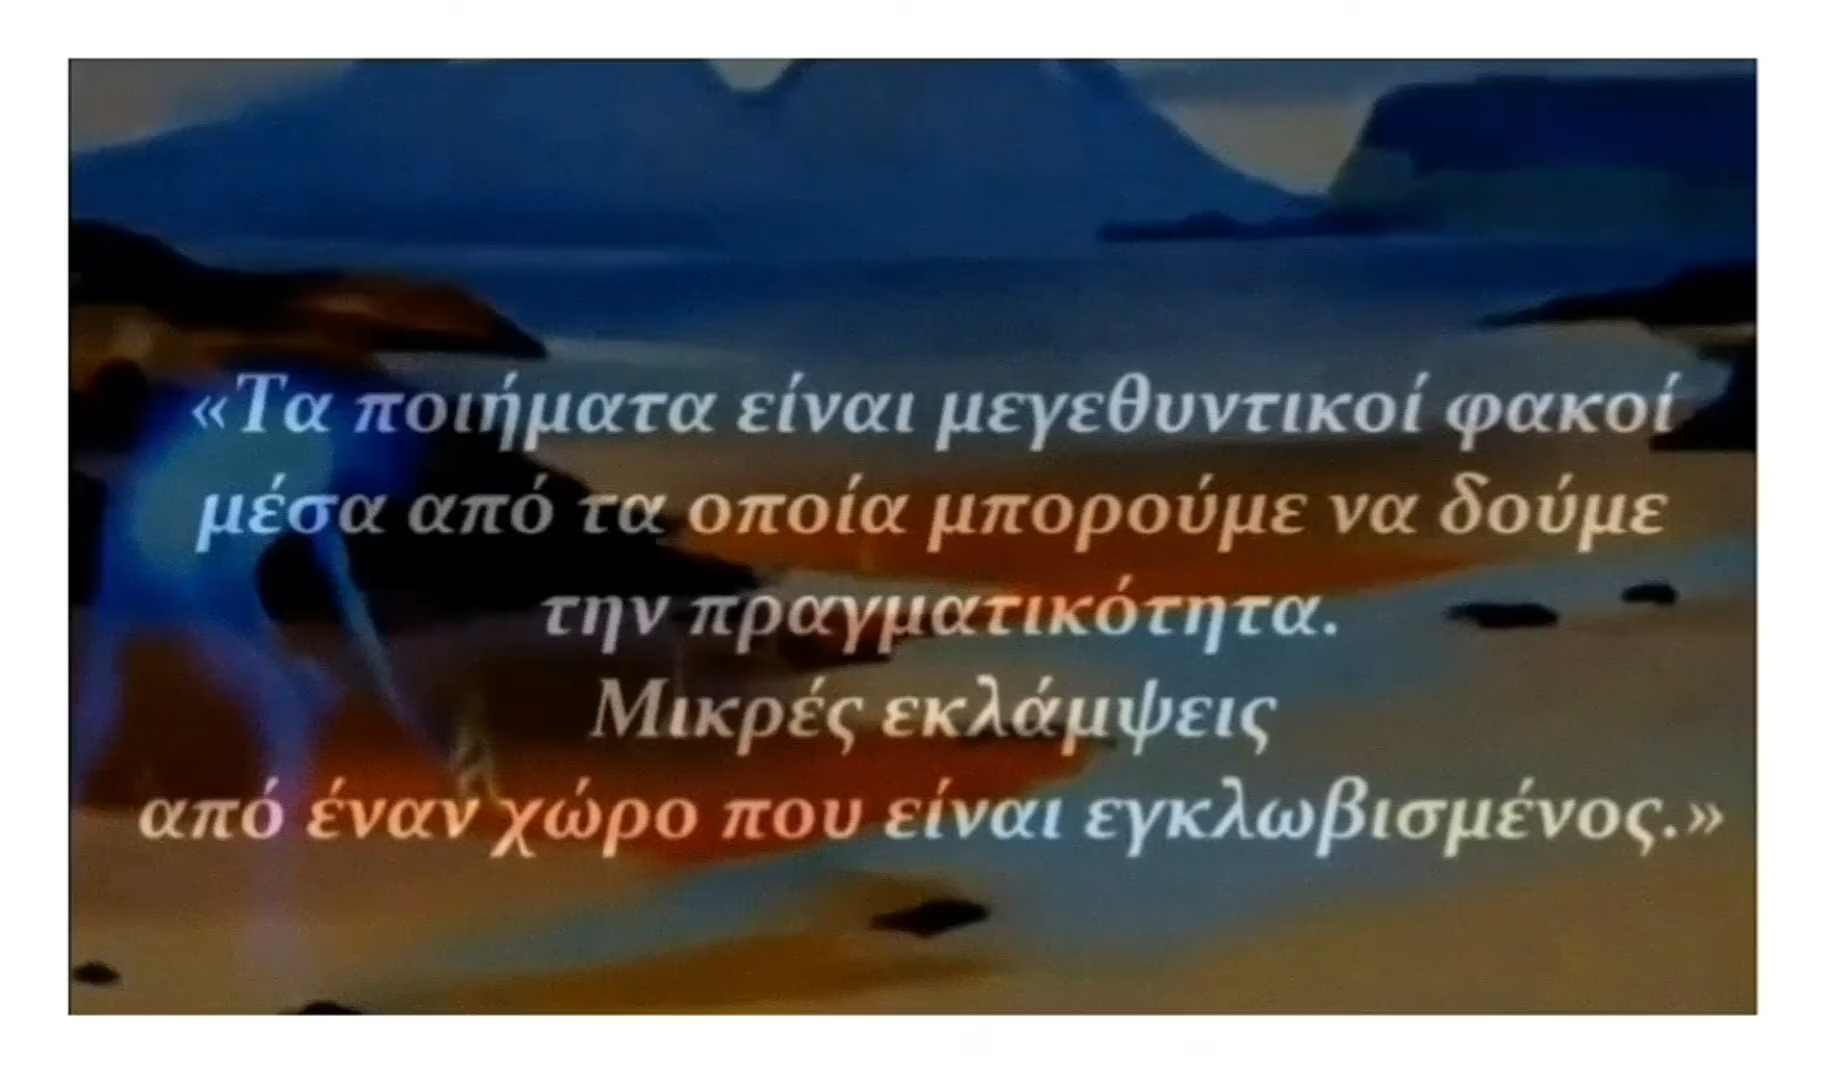 «Τα ποιήματα είναι μεγεθυντικοί φακοί
μέσα από τα οποία μπορούμε να δούμε
την πραγματικότητα.
Μικρές εκλάμψεις
από έναν χώρο που είναι εγκλωβισμένος.»